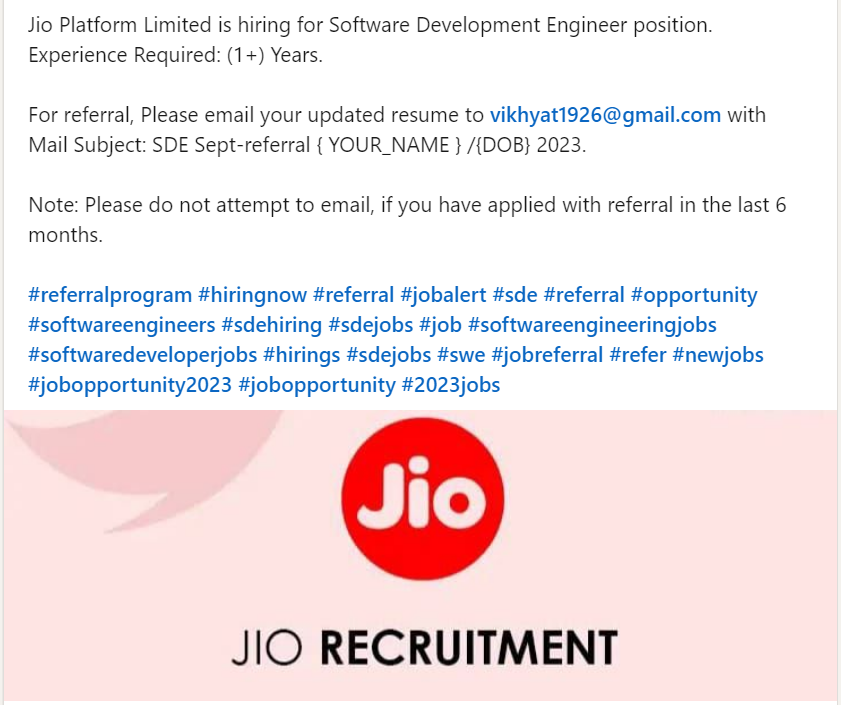 Jio Platform Limited is hiring for Software Development Engineer position.
Experience Required: (1+) Years.
For referral, Please email your updated resume to vikhyat1926@gmail.com with
Mail Subject: SDE Sept-referral { YOUR_NAME } /{DOB} 2023.
Note: Please do not attempt to email, if you have applied with referral in the last 6
months.
#referralprogram #hiringnow #referral #jobalert #sde #referral #opportunity
#softwareengineers #sdehiring #sdejobs #job #softwareengineeringjobs
#softwaredeveloperjobs #hirings #sdejobs #swe #jobreferral #refer #newjobs
#jobopportunity2023 #jobopportunity #2023jobs
Jio
JIO RECRUITMENT